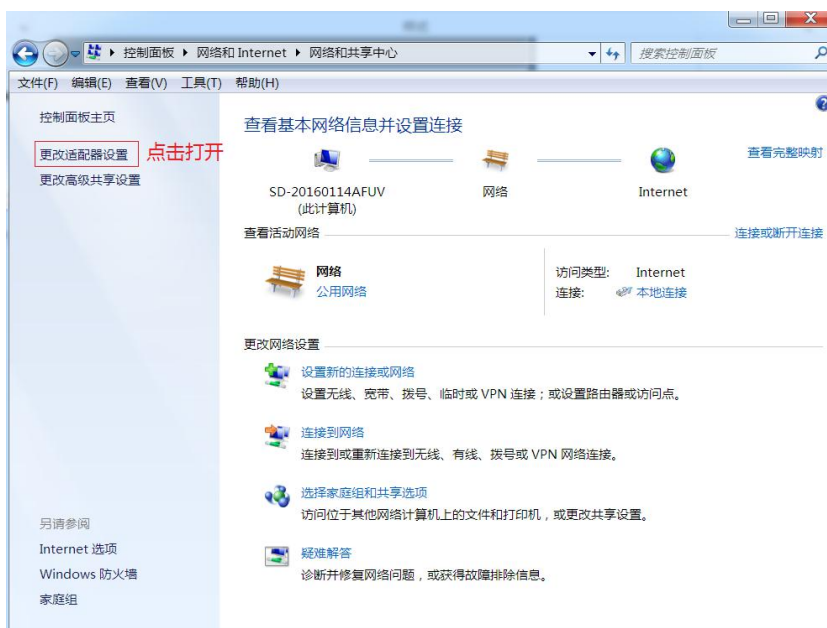 控制面板 网络和 Internet 网络和共享中心 搜索控制面板
文件(F) 编辑(E) 查看(V) 工具(T) 帮助(H)
控制面板主页
更改适配器设置 点击打开
更改高级共享设置
查看基本网络信息并设置连接
查看完整映射
SD-20160114AFUV
(此计算机)
网络
Internet
查看活动网络
连接或断开连接
网络
公用网络
访问类型: Internet
连接: 本地连接
更改网络设置
设置新的连接或网络
设置无线、宽带、拨号、临时或 VPN 连接；或设置路由器或访问点。
连接到网络
连接到或重新连接到无线、有线、拨号或 VPN 网络连接。
选择家庭组和共享选项
访问位于其他网络计算机上的文件和打印机，或更改共享设置。
疑难解答
诊断并修复网络问题，或获得故障排除信息。
另请参阅
Internet 选项
Windows 防火墙
家庭组